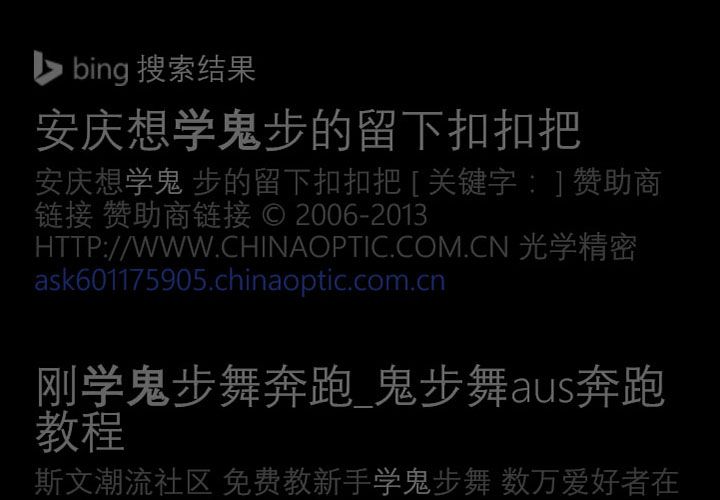 bing 搜索结果
安庆想学鬼步的留下扣扣把
安庆想学鬼 步的留下扣扣把 [ 关键字： ] 赞助商
链接 赞助商链接 © 2006-2013
HTTP://WWW.CHINAOPTIC.COM.CN 光学精密
ask601175905.chinaoptic.com.cn
刚学鬼步舞奔跑_鬼步舞aus奔跑
教程
斯文潮流社区 免费教新手学鬼步舞 数万爱好者在